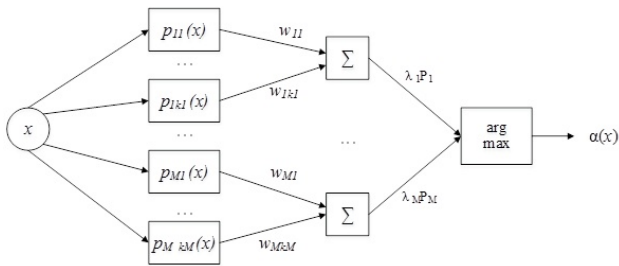 x
p11(x)
...
p1k1(x)
...
pM1(x)
...
pM kM(x)
w11
w1k1
wM1
wMkM
∑
...
∑
λ1P1
λMPM
arg
max
α(x)